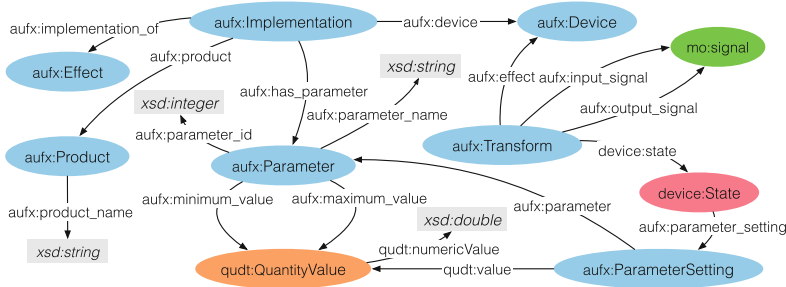 aufx:Implementation
aufx:device
aufx:Device
aufx:implementation_of
mo:signal
aufx:product
xsd:string
aufx:Effect
aufx:effect
aufx:input_signal
aufx:has_parameter
xsd:integer
aufx:output_signal
aufx:parameter_name
aufx:parameter_id
aufx:Transform
device:state
aufx:Product
aufx:Parameter
device:State
aufx:minimum_value
aufx:maximum_value
aufx:parameter
aufx:product_name
xsd:double
aufx:parameter_setting
xsd:string
qudt:numericValue
qudt:QuantityValue
qudt:value
aufx:ParameterSetting